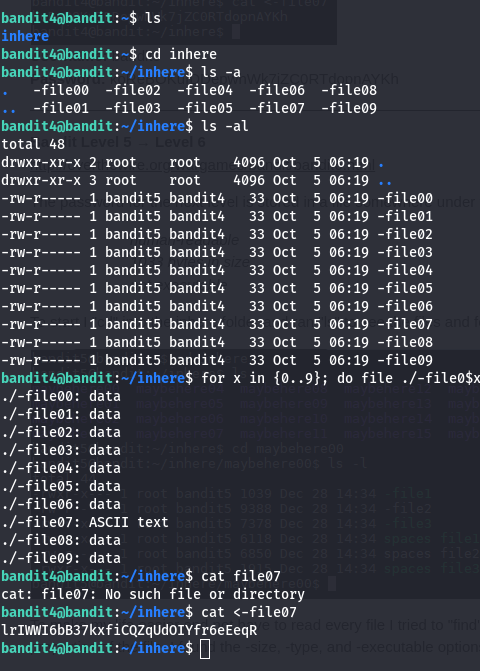 bandit4@bandit:~$ ls
inhere
bandit4@bandit:~$ cd inhere
bandit4@bandit:~/inhere$ ls -a
.   -file00  -file02  -file04  -file06  -file08
..  -file01  -file03  -file05  -file07  -file09
bandit4@bandit:~/inhere$ ls -al
total 48
drwxr-xr-x 2 root    root    4096 Oct  5 06:19 .
drwxr-xr-x 3 root    root    4096 Oct  5 06:19 ..
-rw-r----- 1 bandit5 bandit4   33 Oct  5 06:19 -file00
-rw-r----- 1 bandit5 bandit4   33 Oct  5 06:19 -file01
-rw-r----- 1 bandit5 bandit4   33 Oct  5 06:19 -file02
-rw-r----- 1 bandit5 bandit4   33 Oct  5 06:19 -file03
-rw-r----- 1 bandit5 bandit4   33 Oct  5 06:19 -file04
-rw-r----- 1 bandit5 bandit4   33 Oct  5 06:19 -file05
-rw-r----- 1 bandit5 bandit4   33 Oct  5 06:19 -file06
-rw-r----- 1 bandit5 bandit4   33 Oct  5 06:19 -file07
-rw-r----- 1 bandit5 bandit4   33 Oct  5 06:19 -file08
-rw-r----- 1 bandit5 bandit4   33 Oct  5 06:19 -file09
bandit4@bandit:~/inhere$ for x in {0..9}; do file ./-file0$x
./-file00: data
./-file01: data
./-file02: data
./-file03: data
./-file04: data
./-file05: data
./-file06: data
./-file07: ASCII text
./-file08: data
./-file09: data
bandit4@bandit:~/inhere$ cat file07
cat: file07: No such file or directory
bandit4@bandit:~/inhere$ cat <-file07
lrIWWI6bB37kxfiCQZqUdOIYfr6eEeqR
bandit4@bandit:~/inhere$